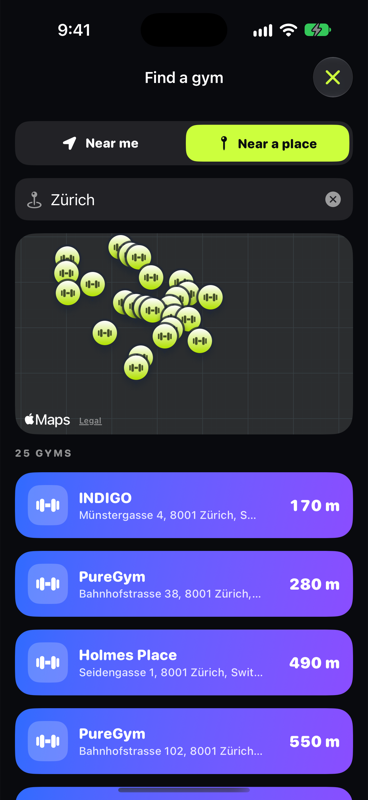 9:41
Find a gym
Near me
Near a place
Zürich
Maps
Legal
25 GYMS
INDIGO
170 m
Münstergasse 4, 8001 Zürich, S...
PureGym
280 m
Bahnhofstrasse 38, 8001 Zürich,...
Holmes Place
490 m
Seidengasse 1, 8001 Zürich, Swit...
PureGym
550 m
Bahnhofstrasse 102, 8001 Zürich...